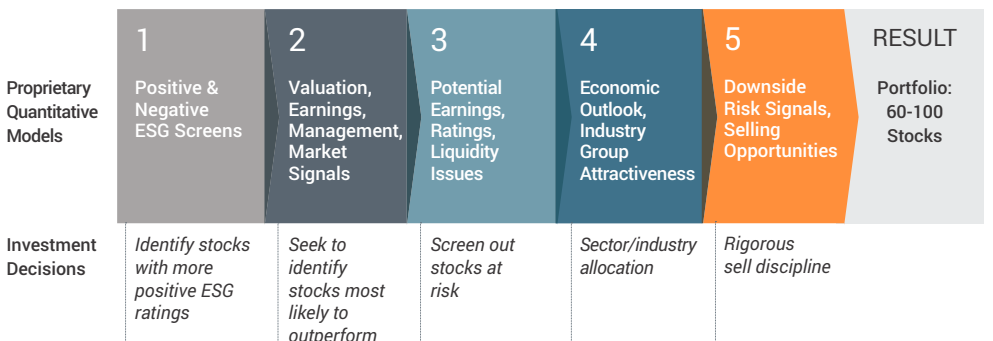 Proprietary
Quantitative
Models
1
Positive &
Negative
ESG Screens
2
Valuation,
Earnings,
Management,
Market
Signals
3
Potential
Earnings,
Ratings,
Liquidity
Issues
4
Economic
Outlook,
Industry
Group
Attractiveness
5
Downside
Risk Signals,
Selling
Opportunities
RESULT
Portfolio:
60-100
Stocks
Investment
Decisions
Identify stocks
with more
positive ESG
ratings
Seek to
identify
stocks most
likely to
outperform
Screen out
stocks at
risk
Sector/industry
allocation
Rigorous
sell discipline